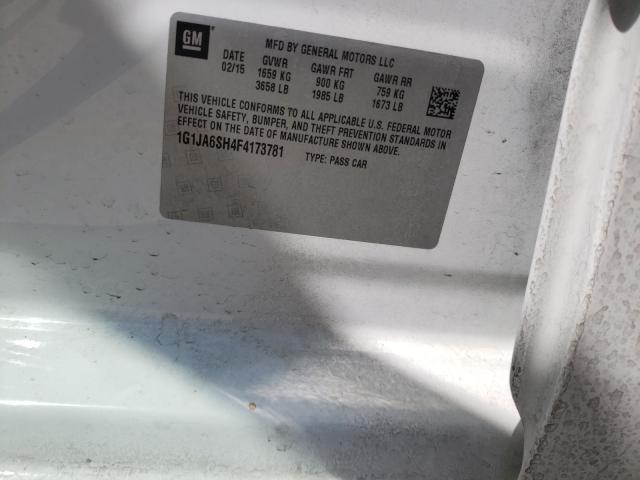 GM
MFD BY GENERAL MOTORS LLC
DATE GVWR GAWR FRT GAWR RR
02/15 1659 KG 900 KG 759 KG
3658 LB 1985 LB 1673 LB
THIS VEHICLE CONFORMS TO ALL APPLICABLE U.S. FEDERAL MOTOR
VEHICLE SAFETY, BUMPER, AND THEFT PREVENTION STANDARDS IN
EFFECT ON THE DATE OF MANUFACTURE SHOWN ABOVE.
1G1JA6SH4F4173781 TYPE: PASS CAR